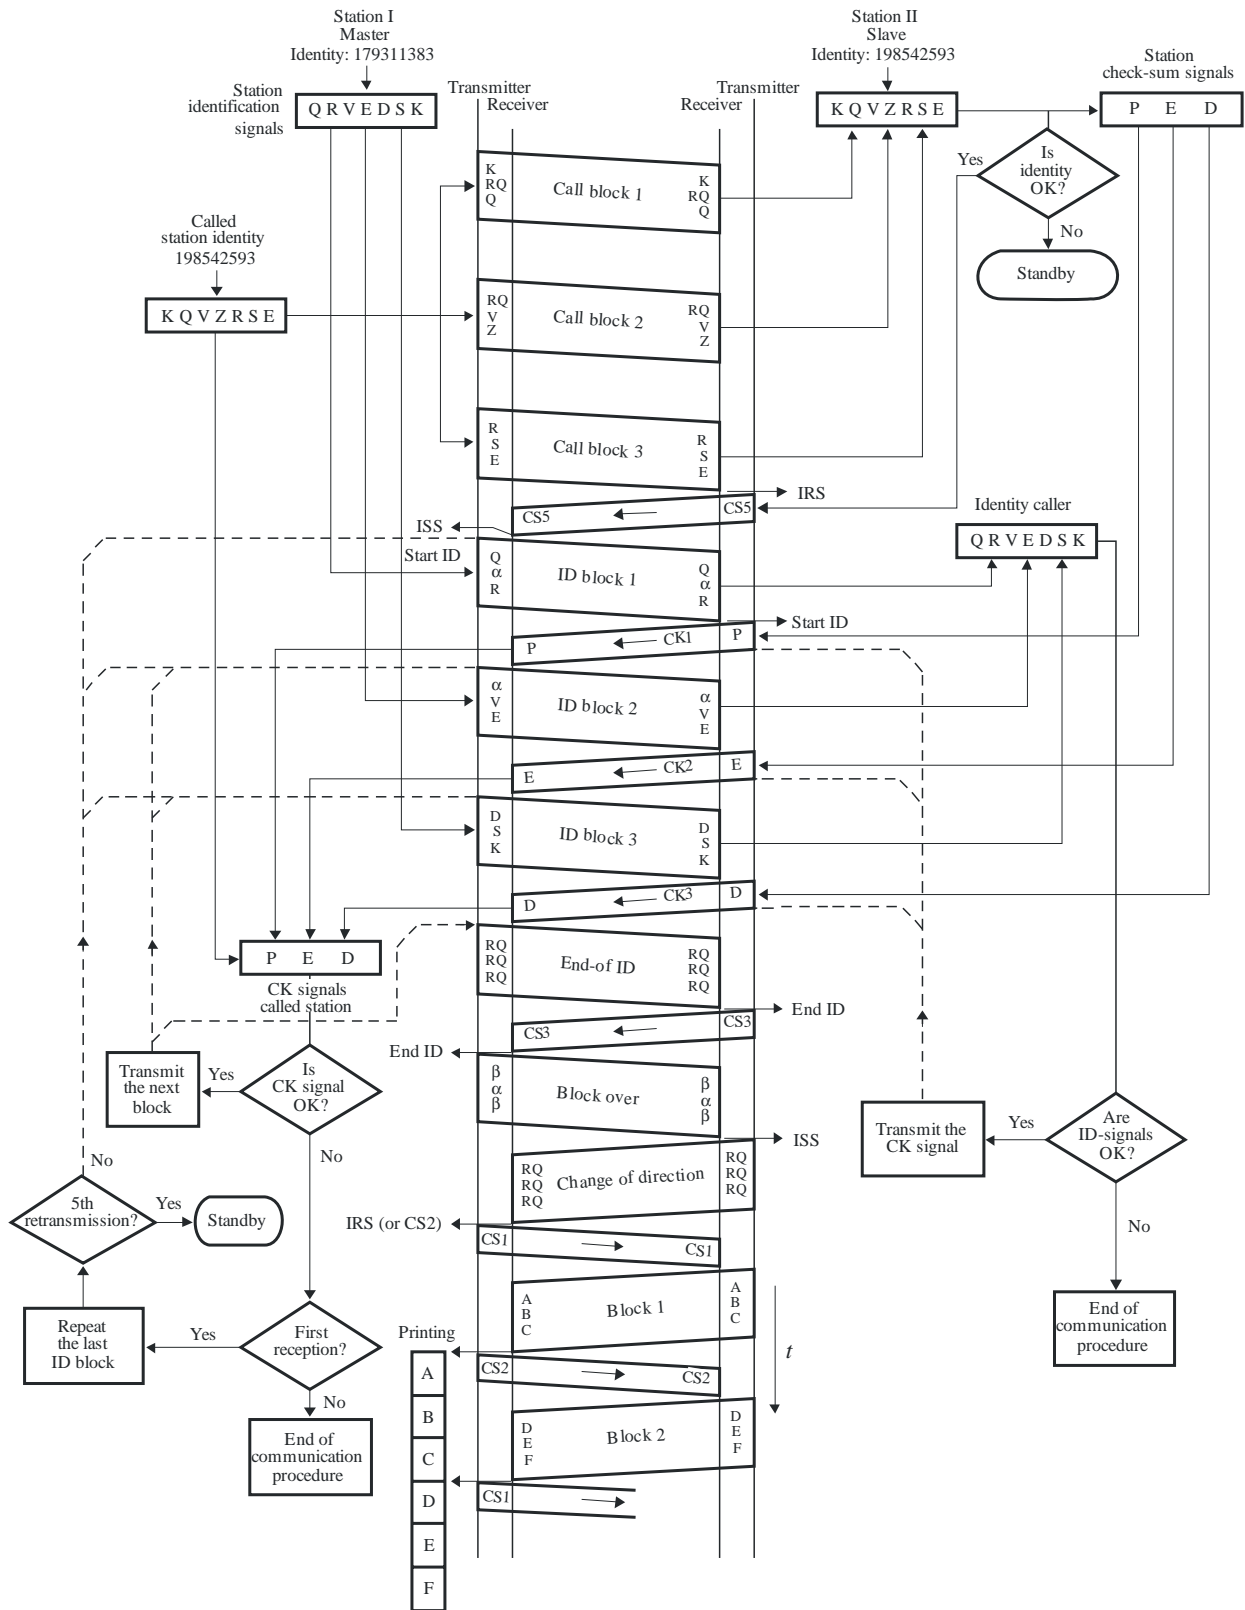 Station I
Master
Identity: 179311383
Station II
Slave
Identity: 198542593
Station
check-sum signals
Station
identification
signals
Q R V E D S K
Transmitter
Receiver
Receiver
Transmitter
K Q V Z R S E
P E D
K
RQ
Q
Call block 1
K
RQ
Q
Yes
Is
identity
OK?
No
Standby
Called
station identity
198542593
K Q V Z R S E
RQ
V
Z
Call block 2
RQ
V
Z
R
S
E
Call block 3
R
S
E
IRS
CS5
CS5
ISS
Identity caller
Q R V E D S K
Start ID
Q
α
R
ID block 1
Q
α
R
Start ID
P
CK1
P
α
V
E
ID block 2
α
V
E
E
CK2
E
D
S
K
ID block 3
D
S
K
D
CK3
D
P E D
CK signals
called station
RQ
RQ
RQ
End-of ID
RQ
RQ
RQ
End ID
CS3
CS3
End ID
Transmit
the next
block
Yes
Is
CK signal
OK?
No
β
α
β
Block over
β
α
β
ISS
Transmit the
CK signal
Yes
Are
ID-signals
OK?
No
No
5th
retransmission?
Yes
Standby
RQ
RQ
RQ
Change of direction
RQ
RQ
RQ
IRS (or CS2)
CS1
CS1
A
B
C
Block 1
A
B
C
t
Repeat
the last
ID block
Yes
First
reception?
No
Printing
End of
communication
procedure
CS2
CS2
D
E
F
Block 2
D
E
F
End of
communication
procedure
CS1
A
B
C
D
E
F